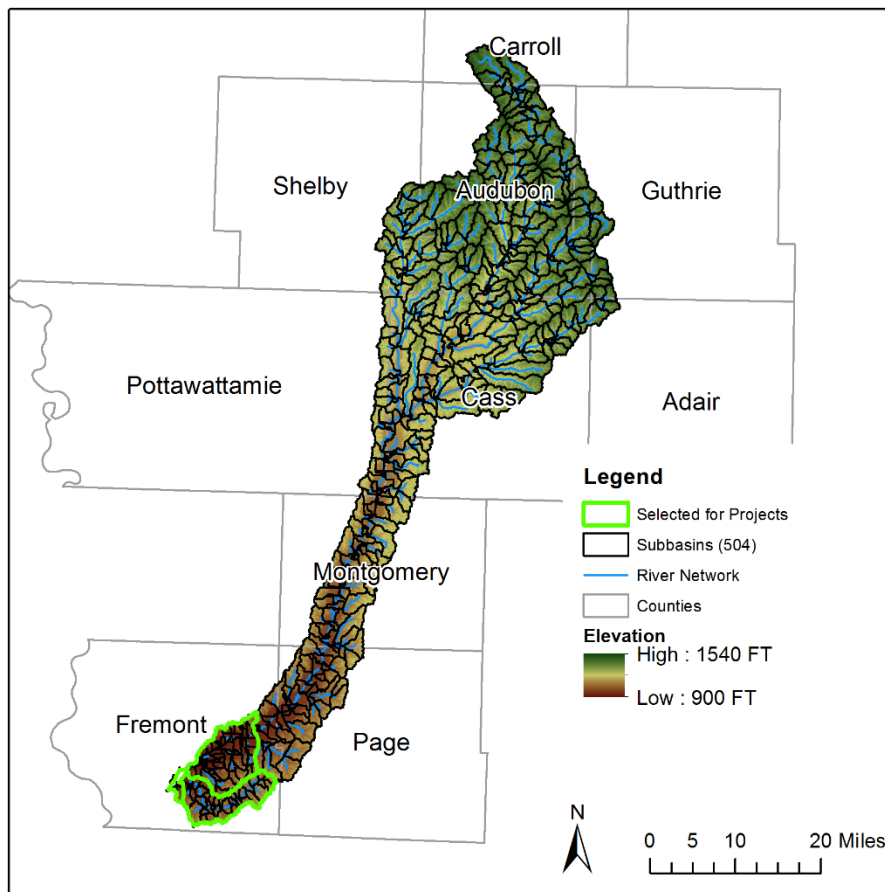 Carroll
Shelby
Audubon
Guthrie
Pottawattamie
Cass
Adair
Legend
Selected for Projects
Subbasins (504)
River Network
Counties
Elevation
High : 1540 FT
Low : 900 FT
Montgomery
Fremont
Page
N
0 5 10 20 Miles